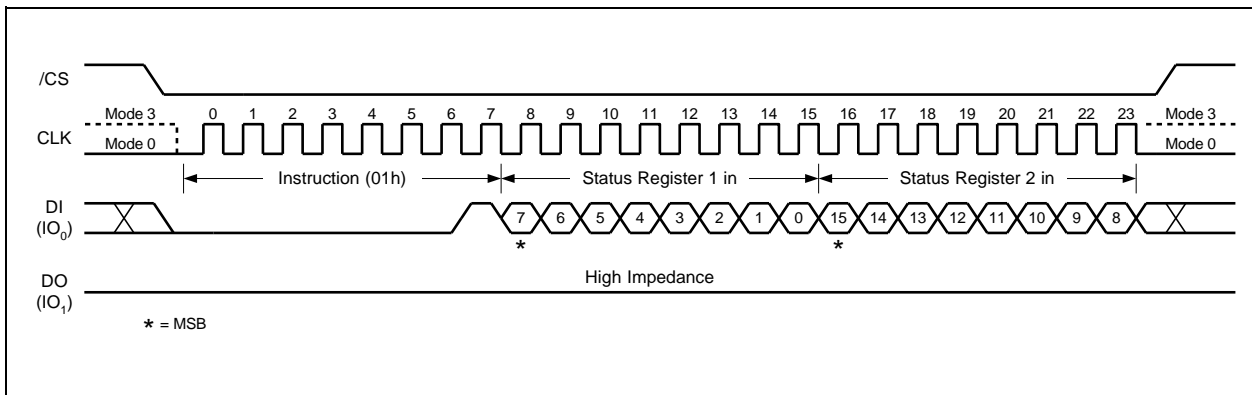 /CS
Mode 3 0 1 2 3 4 5 6 7 8 9 10 11 12 13 14 15 16 17 18 19 20 21 22 23 Mode 3
CLK
Mode 0 Mode 0
Instruction (01h) Status Register 1 in Status Register 2 in
DI
(IO0) 7 6 5 4 3 2 1 0 15 14 13 12 11 10 9 8
* *
High Impedance
DO
(IO1)
* = MSB